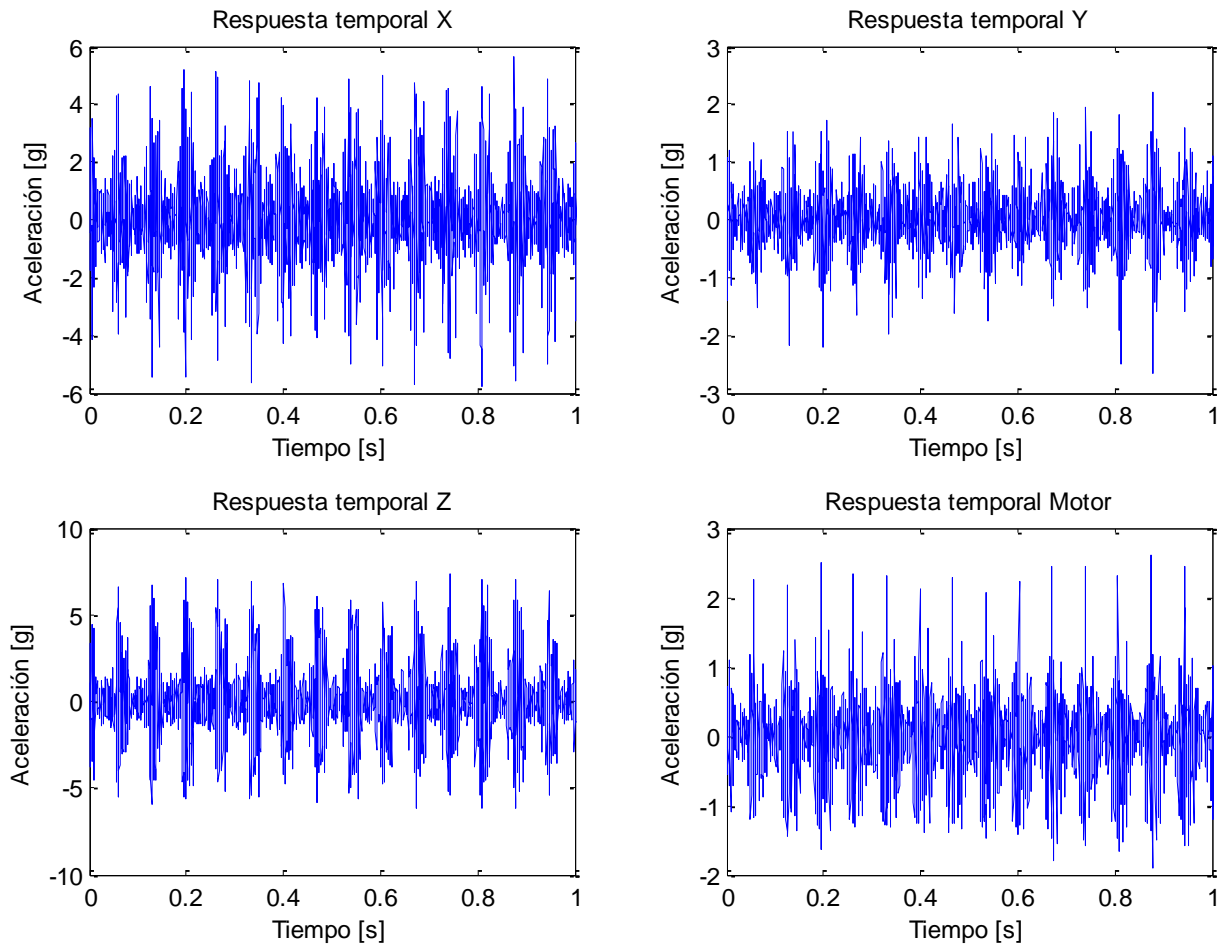 Respuesta temporal X
Aceleración [g]
6
4
2
0
-2
-4
-6
0 0.2 0.4 0.6 0.8 1
Tiempo [s]
Respuesta temporal Y
Aceleración [g]
3
2
1
0
-1
-2
-3
0 0.2 0.4 0.6 0.8 1
Tiempo [s]
Respuesta temporal Z
Aceleración [g]
10
5
0
-5
-10
0 0.2 0.4 0.6 0.8 1
Tiempo [s]
Respuesta temporal Motor
Aceleración [g]
3
2
1
0
-1
-2
0 0.2 0.4 0.6 0.8 1
Tiempo [s]